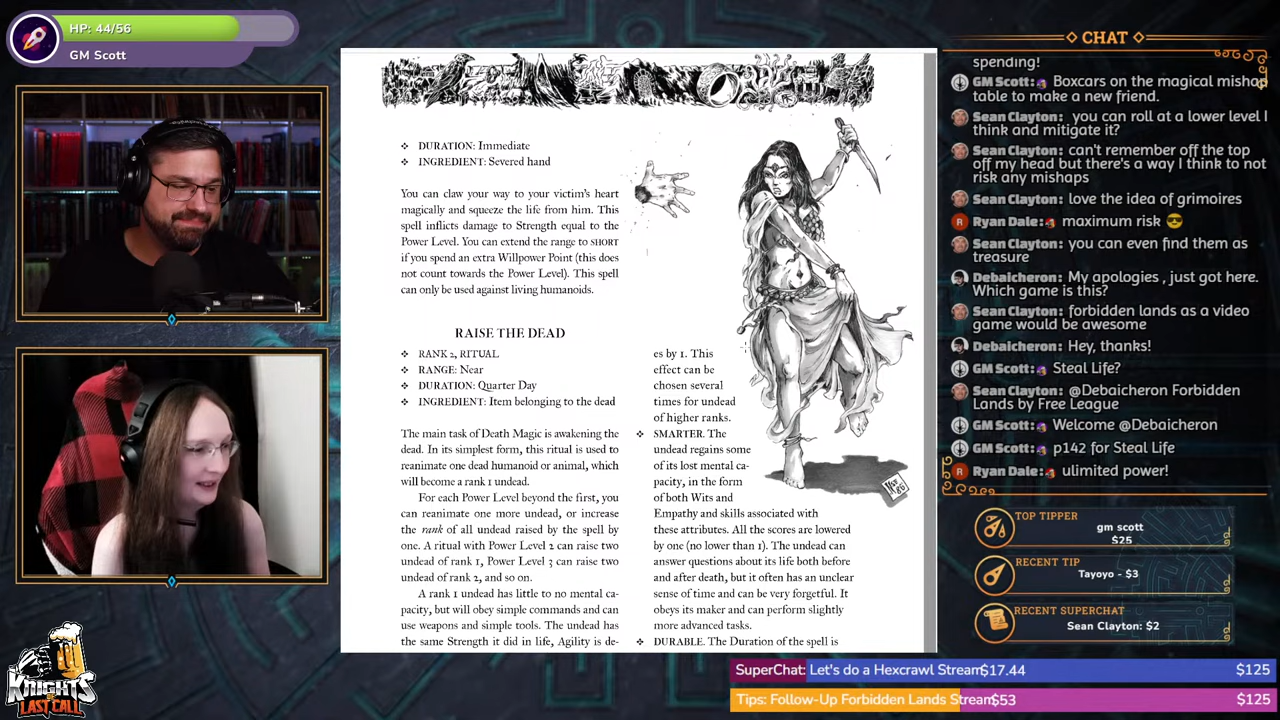 HP: 44/56
GM Scott
❖ DURATION: Immediate
❖ INGREDIENT: Severed hand
You can claw your way to your victim's heart
magically and squeeze the life from him. This
spell inflicts damage to Strength equal to the
Power Level. You can extend the range to SHORT
if you spend an extra Willpower Point (this does
not count towards the Power Level). This spell
can only be used against living humanoids.
RAISE THE DEAD
❖ RANK 2, RITUAL
❖ RANGE: Near
❖ DURATION: Quarter Day
❖ INGREDIENT: Item belonging to the dead
The main task of Death Magic is awakening the
dead. In its simplest form, this ritual is used to
reanimate one dead humanoid or animal, which
will become a rank 1 undead.
For each Power Level beyond the first, you
can reanimate one more undead, or increase
the rank of all undead raised by the spell by
one. A ritual with Power Level 2 can raise two
undead of rank 1, Power Level 3 can raise two
undead of rank 2, and so on.
A rank 1 undead has little to no mental ca-
pacity, but will obey simple commands and can
use weapons and simple tools. The undead has
the same Strength it did in life, Agility is de-
es by 1. This
effect can be
chosen several
times for undead
of higher ranks.
❖ SMARTER. The
undead regains some
of its lost mental ca-
pacity, in the form
of both Wits and
Empathy and skills associated with
these attributes. All the scores are lowered
by one (no lower than 1). The undead can
answer questions about its life both before
and after death, but it often has an unclear
sense of time and can be very forgetful. It
obeys its maker and can perform slightly
more advanced tasks.
❖ DURABLE. The Duration of the spell is
CHAT
spending!
GM Scott: Boxcars on the magical mishap
table to make a new friend.
Sean Clayton: you can roll at a lower level I
think and mitigate it?
Sean Clayton: can't remember off the top
off my head but there's a way I think to not
risk any mishaps
Sean Clayton: love the idea of grimoires
R Ryan Dale: maximum risk 😎
Sean Clayton: you can even find them as
treasure
Debaicheron: My apologies , just got here.
Which game is this?
Sean Clayton: forbidden lands as a video
game would be awesome
Debaicheron: Hey, thanks!
GM Scott: Steal Life?
Sean Clayton: @Debaicheron Forbidden
Lands by Free League
GM Scott: Welcome @Debaicheron
GM Scott: p142 for Steal Life
R Ryan Dale: ulimited power!
TOP TIPPER
gm scott
$25
RECENT TIP
Tayoyo - $3
RECENT SUPERCHAT
Sean Clayton: $2
SuperChat: Let's do a Hexcrawl Stream $17.44 $125
Tips: Follow-Up Forbidden Lands Stream $53 $125
KNIGHTS
OF
LAST CALL